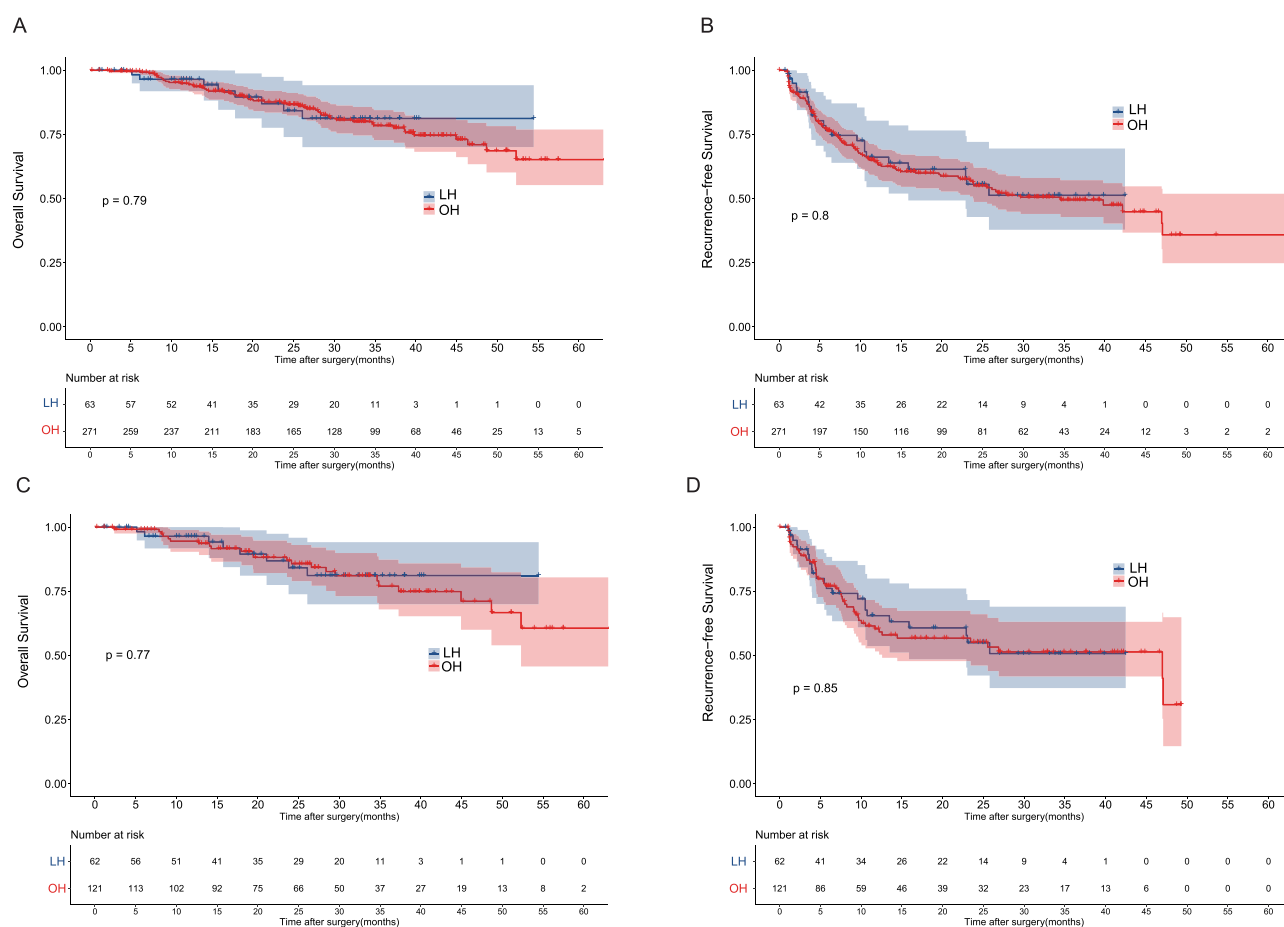 A
Overall Survival
1.00
0.75
0.50
0.25
0.00
p = 0.79
LH
OH
0 5 10 15 20 25 30 35 40 45 50 55 60
Time after surgery(months)
Number at risk
LH 63 57 52 41 35 29 20 11 3 1 1 0 0
OH 271 259 237 211 183 165 128 99 68 46 25 13 5
0 5 10 15 20 25 30 35 40 45 50 55 60
Time after surgery(months)
B
Recurrence-free Survival
1.00
0.75
0.50
0.25
0.00
p = 0.8
LH
OH
0 5 10 15 20 25 30 35 40 45 50 55 60
Time after surgery(months)
Number at risk
LH 63 42 35 26 22 14 9 4 1 0 0 0 0
OH 271 197 150 116 99 81 62 43 24 12 3 2 2
0 5 10 15 20 25 30 35 40 45 50 55 60
Time after surgery(months)
C
Overall Survival
1.00
0.75
0.50
0.25
0.00
p = 0.77
LH
OH
0 5 10 15 20 25 30 35 40 45 50 55 60
Time after surgery(months)
Number at risk
LH 62 56 51 41 35 29 20 11 3 1 1 0 0
OH 121 113 102 92 75 66 50 37 27 19 13 8 2
0 5 10 15 20 25 30 35 40 45 50 55 60
Time after surgery(months)
D
Recurrence-free Survival
1.00
0.75
0.50
0.25
0.00
p = 0.85
LH
OH
0 5 10 15 20 25 30 35 40 45 50 55 60
Time after surgery(months)
Number at risk
LH 62 41 34 26 22 14 9 4 1 0 0 0 0
OH 121 86 59 46 39 32 23 17 13 6 0 0 0
0 5 10 15 20 25 30 35 40 45 50 55 60
Time after surgery(months)